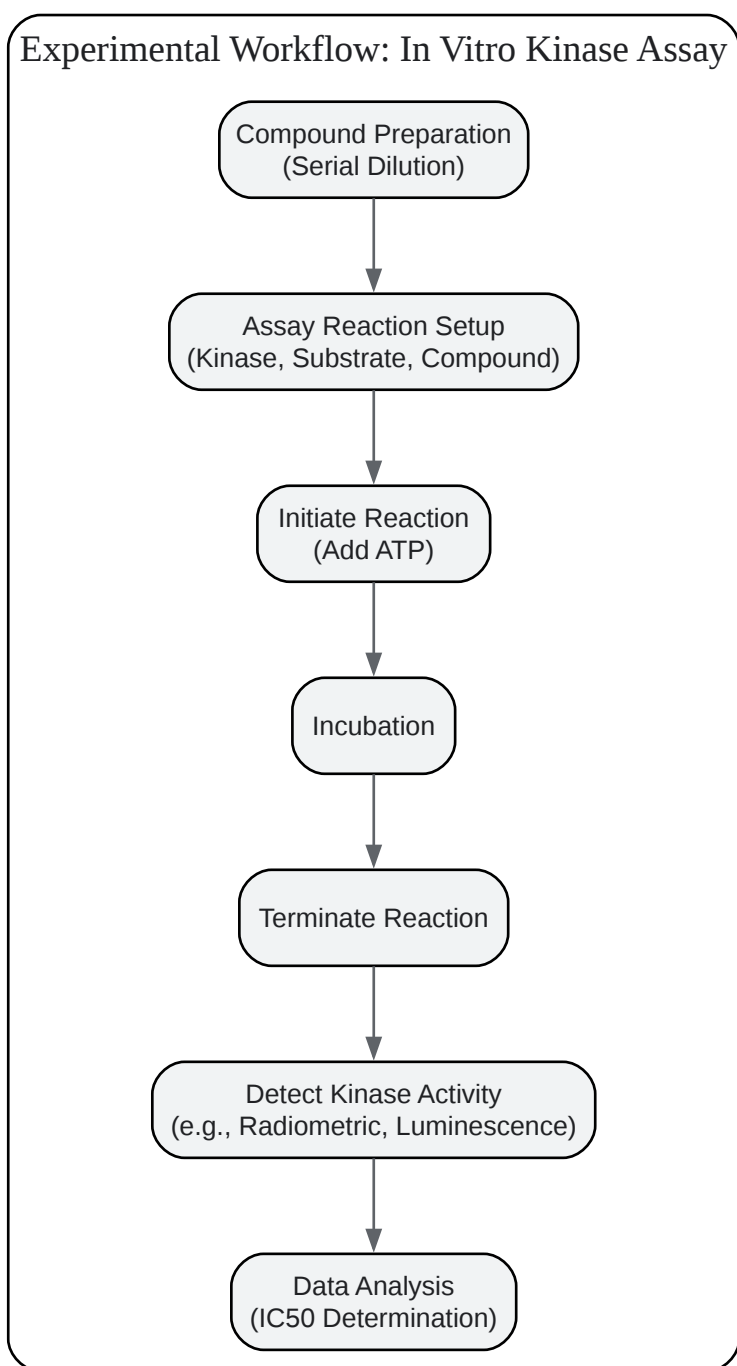 Experimental Workflow: In Vitro Kinase Assay
Compound Preparation
(Serial Dilution)
Assay Reaction Setup
(Kinase, Substrate, Compound)
Initiate Reaction
(Add ATP)
Incubation
Terminate Reaction
Detect Kinase Activity
(e.g., Radiometric, Luminescence)
Data Analysis
(IC50 Determination)